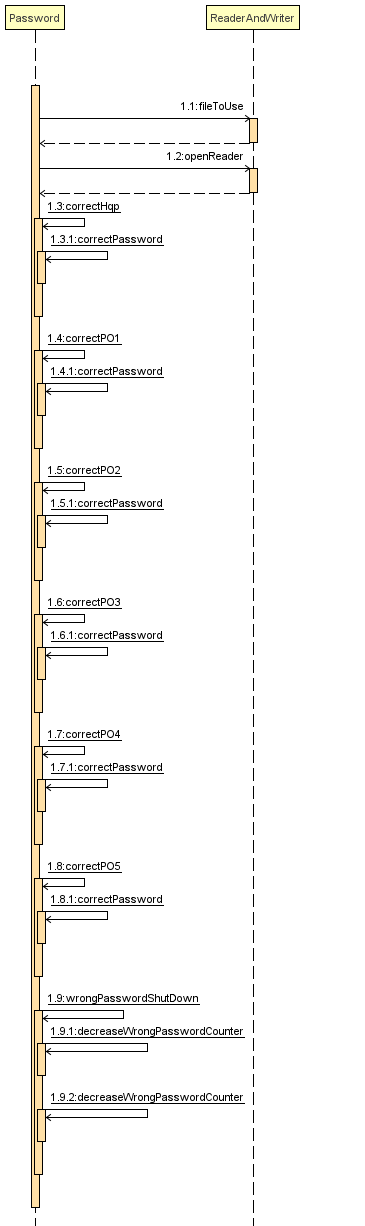 Password
ReaderAndWriter
1.1:fileToUse
1.2:openReader
1.3:correctHqp
1.3.1:correctPassword
1.4:correctPO1
1.4.1:correctPassword
1.5:correctPO2
1.5.1:correctPassword
1.6:correctPO3
1.6.1:correctPassword
1.7:correctPO4
1.7.1:correctPassword
1.8:correctPO5
1.8.1:correctPassword
1.9:wrongPasswordShutDown
1.9.1:decreaseWrongPasswordCounter
1.9.2:decreaseWrongPasswordCounter